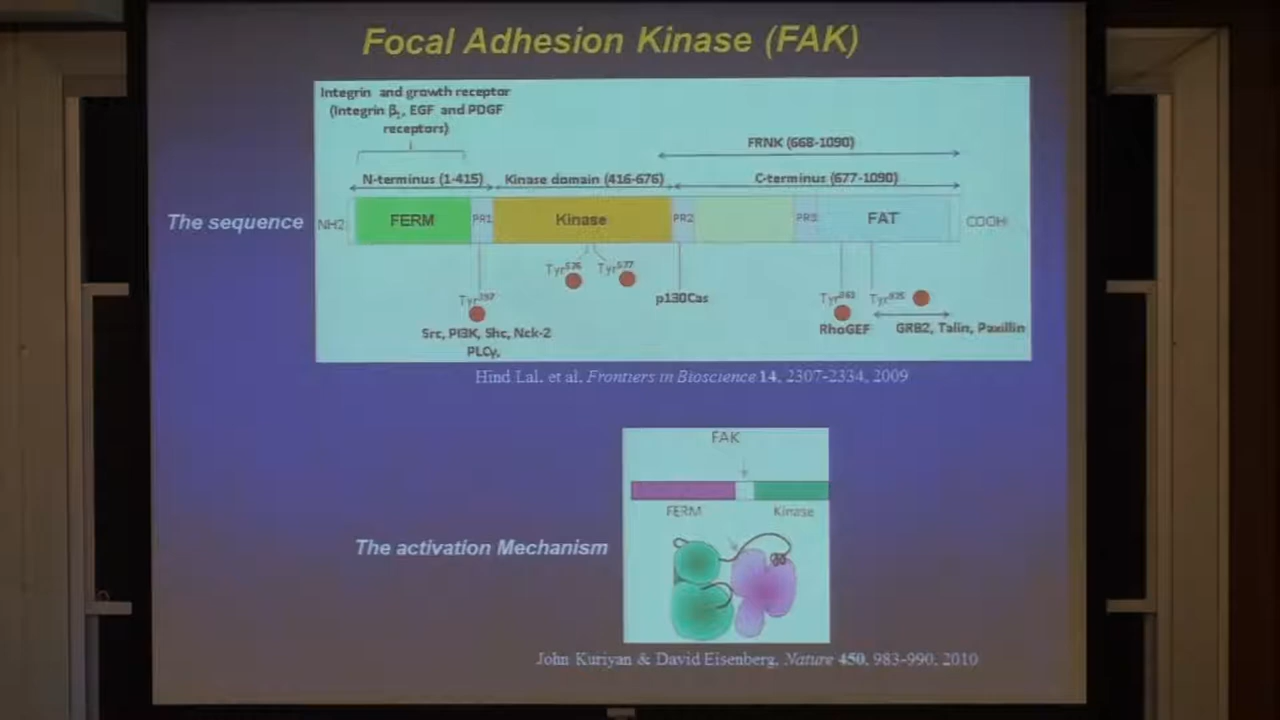 Focal Adhesion Kinase (FAK)
Integrin and growth receptor
(Integrin β1, EGF and PDGF
receptors)
FRNK (668-1090)
N-terminus (1-415)
Kinase domain (416-676)
C-terminus (677-1090)
The sequence
NH2
FERM
PR1
Kinase
PR2
PR3
FAT
COOH
Tyr576
Tyr577
Tyr397
p130Cas
Tyr
Tyr925
Src, PI3K, Shc, Nck-2
PLCγ,
RhoGEF
GRB2, Talin, Paxillin
Hind Lal. et al. Frontiers in Bioscience 14, 2307-2334, 2009
FAK
FERM
Kinase
The activation Mechanism
John Kuriyan & David Eisenberg, Nature 450, 983-990, 2010